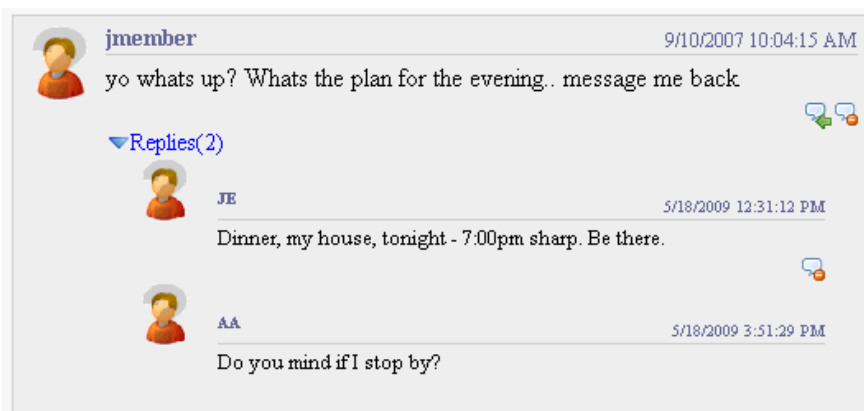 jmember 9/10/2007 10:04:15 AM
yo whats up? Whats the plan for the evening.. message me back
Replies(2)
JE 5/18/2009 12:31:12 PM
Dinner, my house, tonight - 7:00pm sharp. Be there.
AA 5/18/2009 3:51:29 PM
Do you mind if I stop by?